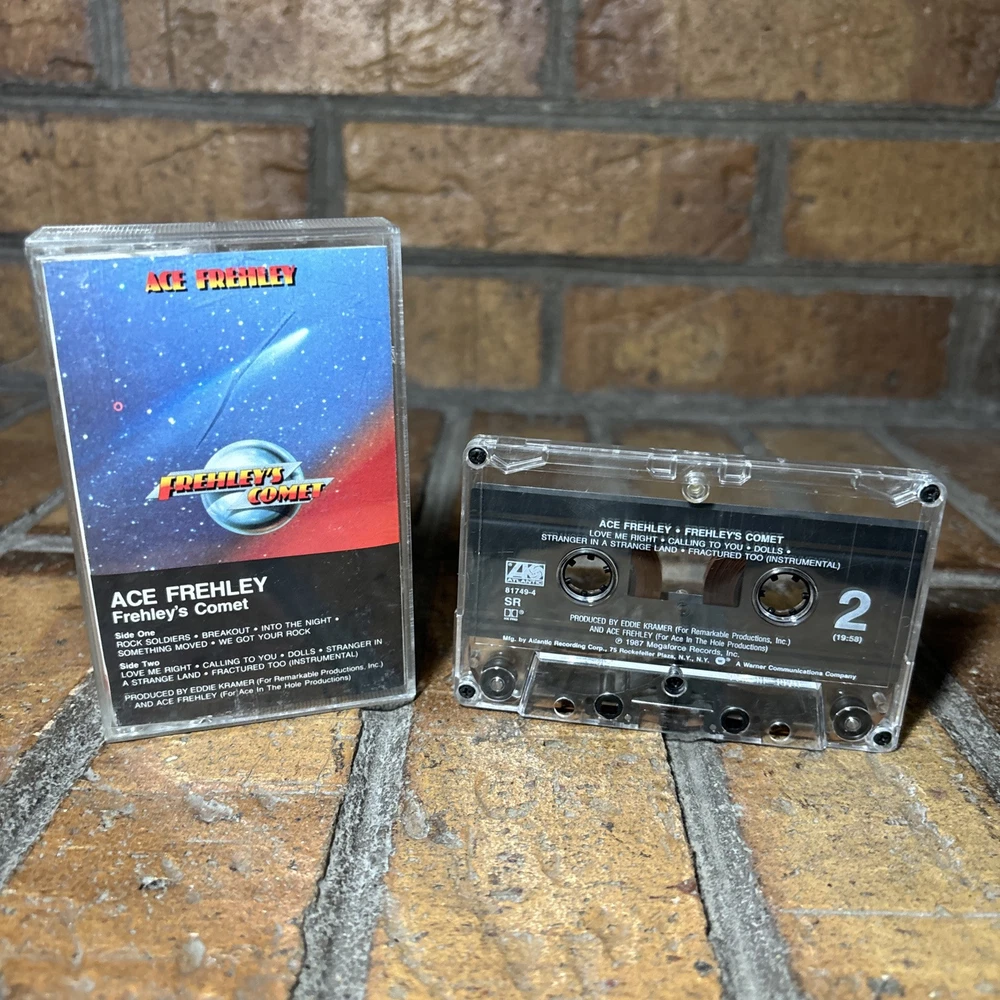 ACE FREHLEY
FREHLEY'S
COMET
ACE FREHLEY
Frehley's Comet
Side One
ROCK SOLDIERS • BREAKOUT • INTO THE NIGHT •
SOMETHING MOVED • WE GOT YOUR ROCK
Side Two
LOVE ME RIGHT • CALLING TO YOU • DOLLS • STRANGER IN
A STRANGE LAND • FRACTURED TOO (INSTRUMENTAL)
PRODUCED BY EDDIE KRAMER (For Remarkable Productions, Inc.)
AND ACE FREHLEY (For Ace In The Hole Productions)
ACE FREHLEY • FREHLEY'S COMET
LOVE ME RIGHT • CALLING TO YOU • DOLLS •
STRANGER IN A STRANGE LAND • FRACTURED TOO (INSTRUMENTAL)
ATLANTIC
81749-4
SR
2
(19:58)
PRODUCED BY EDDIE KRAMER (For Remarkable Productions, Inc.)
AND ACE FREHLEY (For Ace In The Hole Productions)
℗ 1987 Megaforce Records, Inc.
Mfg. by Atlantic Recording Corp., 75 Rockefeller Plaza, N.Y., N.Y. A Warner Communications Company